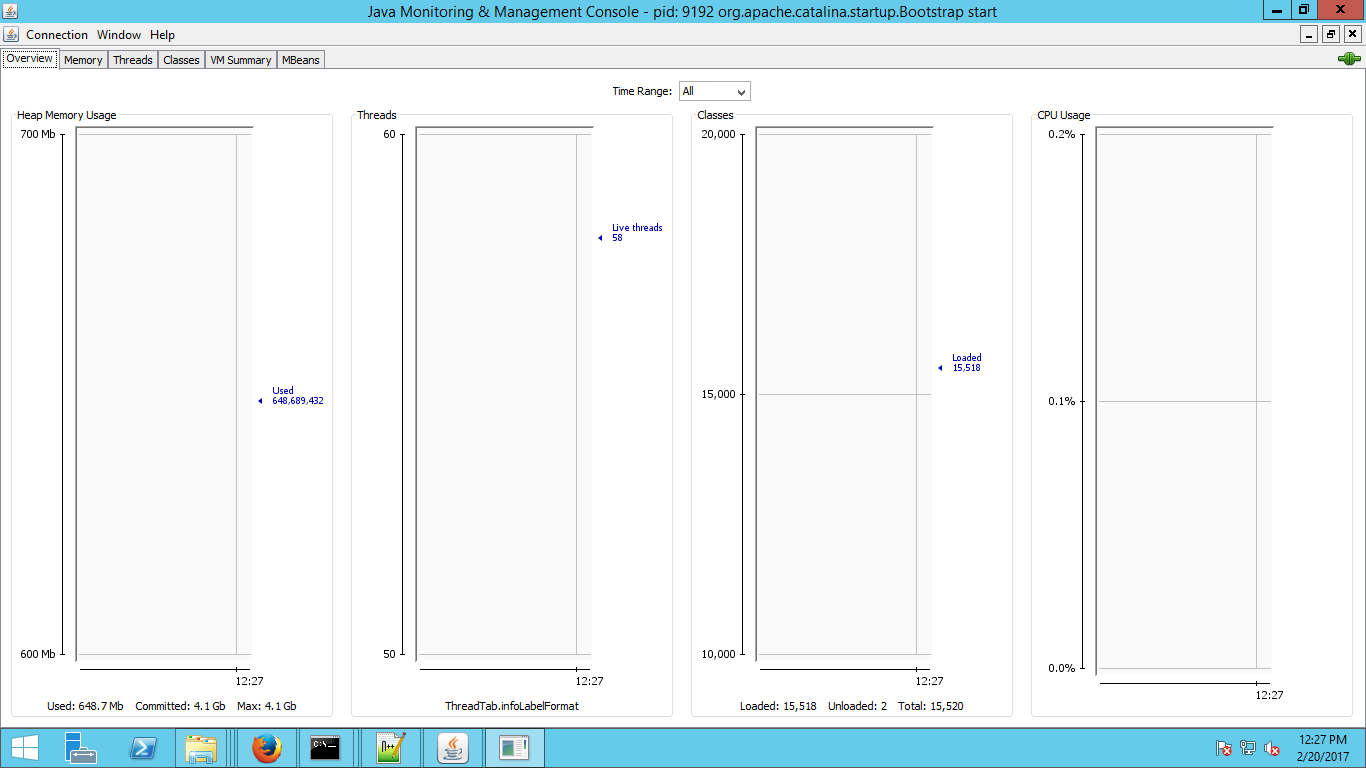 Java Monitoring & Management Console - pid: 9192 org.apache.catalina.startup.Bootstrap start
Connection Window Help
Overview Memory Threads Classes VM Summary MBeans
Time Range: All
Heap Memory Usage
700 Mb
Used
648,689,432
600 Mb
12:27
Used: 648.7 Mb Committed: 4.1 Gb Max: 4.1 Gb
Threads
60
Live threads
58
50
12:27
ThreadTab.infoLabelFormat
Classes
20,000
Loaded
15,518
15,000
10,000
12:27
Loaded: 15,518 Unloaded: 2 Total: 15,520
CPU Usage
0.2%
0.1%
0.0%
12:27
C:\_
n++
12:27 PM
2/20/2017